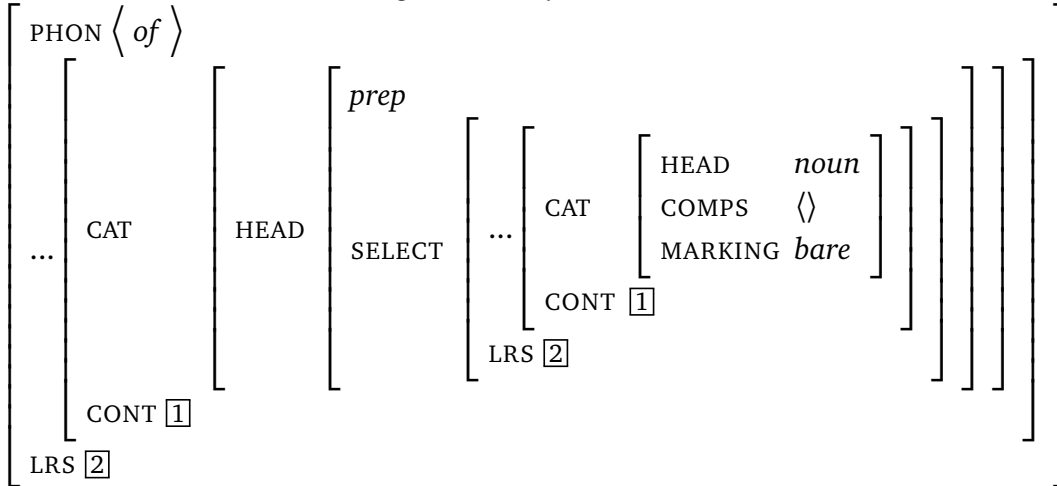 PHON ⟨ of ⟩
prep
HEAD noun
CAT COMPS ⟨⟩
CAT HEAD ... MARKING bare
... SELECT
CONT 1
LRS 2
CONT 1
LRS 2